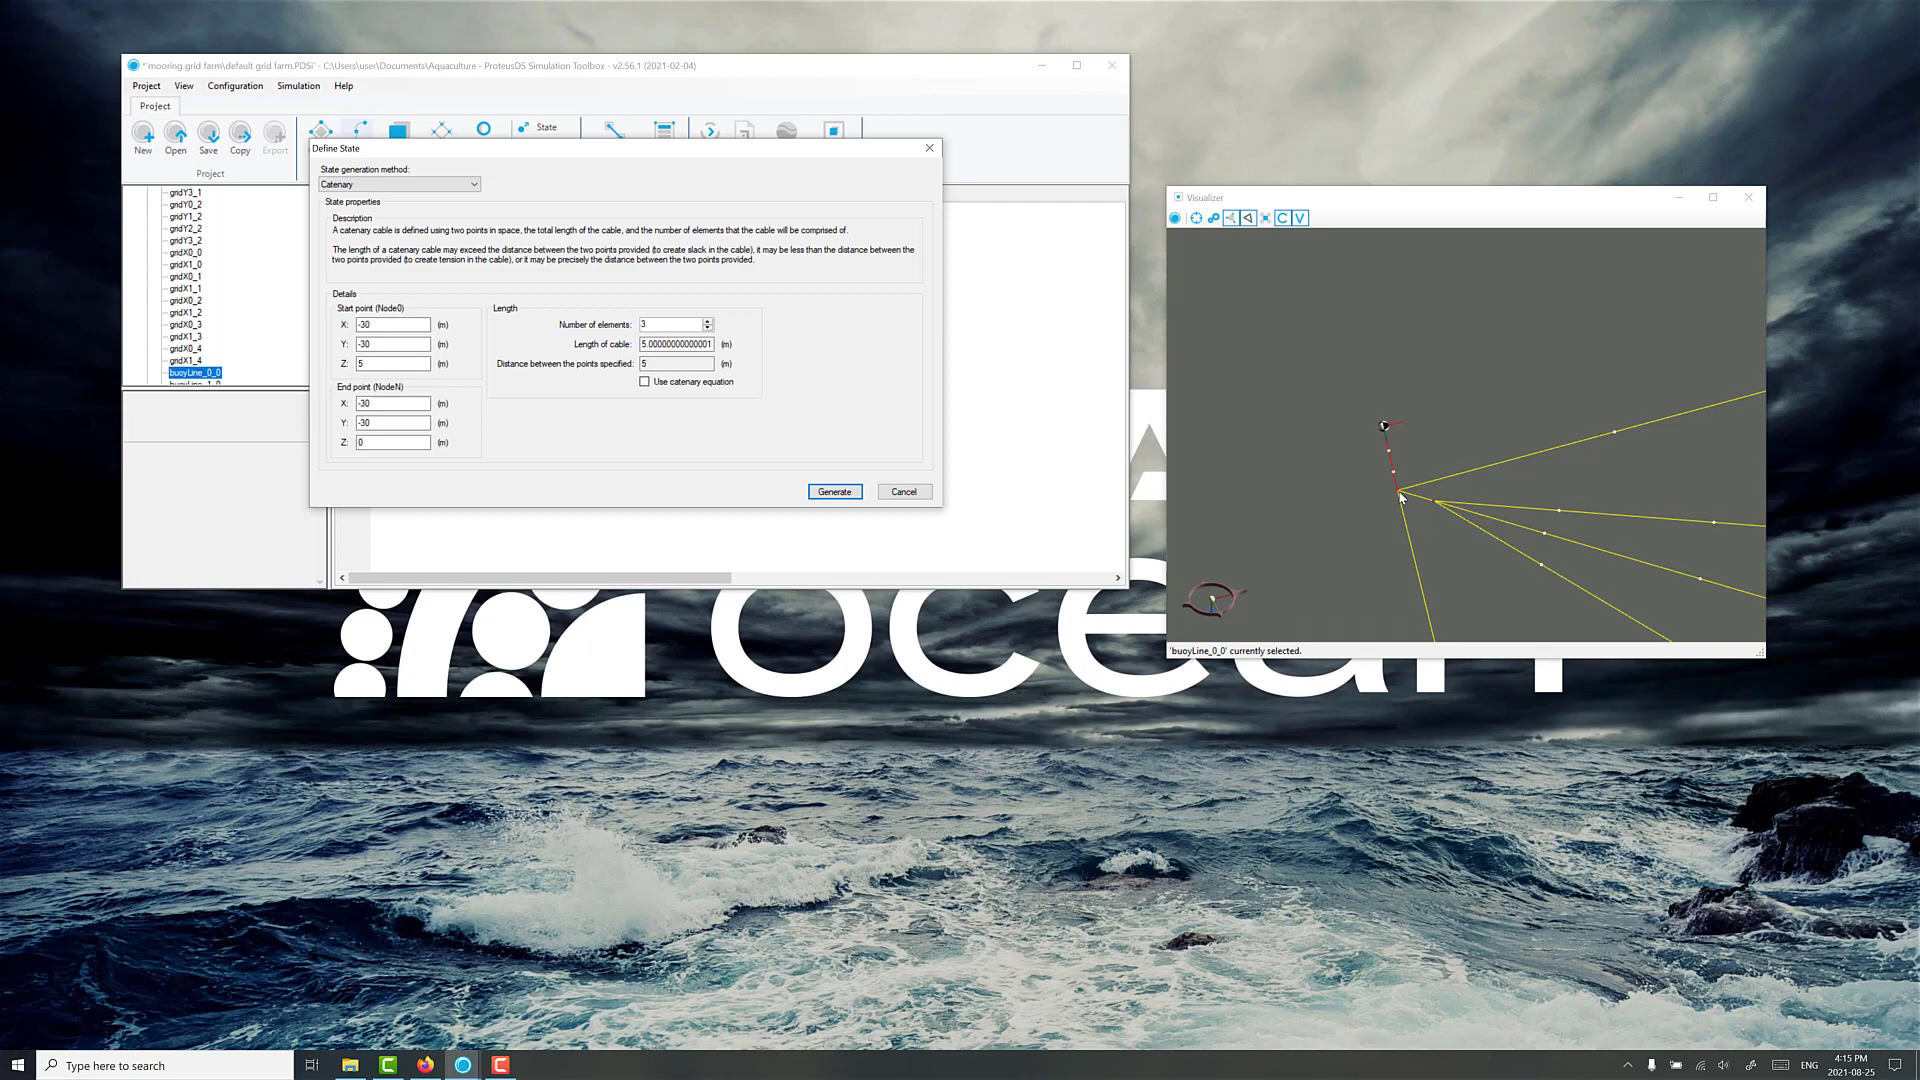 *'mooring grid farm\default grid farm.PDSi' - C:\Users\user\Documents\Aquaculture - ProteusDS Simulation Toolbox - v2.56.1 (2021-02-04)
Project View Configuration Simulation Help
Project
State
New Open Save Copy Export
Project
Define State
State generation method:
Catenary
State properties
Description
A catenary cable is defined using two points in space, the total length of the cable, and the number of elements that the cable will be comprised of.
The length of a catenary cable may exceed the distance between the two points provided (to create slack in the cable), it may be less than the distance between the
two points provided (to create tension in the cable), or it may be precisely the distance between the two points provided.
Details
Start point (Node0)
X: -30 (m)
Y: -30 (m)
Z: 5 (m)
End point (NodeN)
X: -30 (m)
Y: -30 (m)
Z: 0 (m)
Length
Number of elements: 3
Length of cable: 5.00000000000001 (m)
Distance between the points specified: 5 (m)
Use catenary equation
Generate Cancel
gridY3_1
gridY0_2
gridY1_2
gridY2_2
gridY3_2
gridX0_0
gridX1_0
gridX0_1
gridX1_1
gridX0_2
gridX1_2
gridX0_3
gridX1_3
gridX0_4
gridX1_4
buoyLine_0_0
buoyLine_1_0
Visualizer
C V
'buoyLine_0_0' currently selected.
ocean
Type here to search
ENG
4:15 PM
2021-08-25